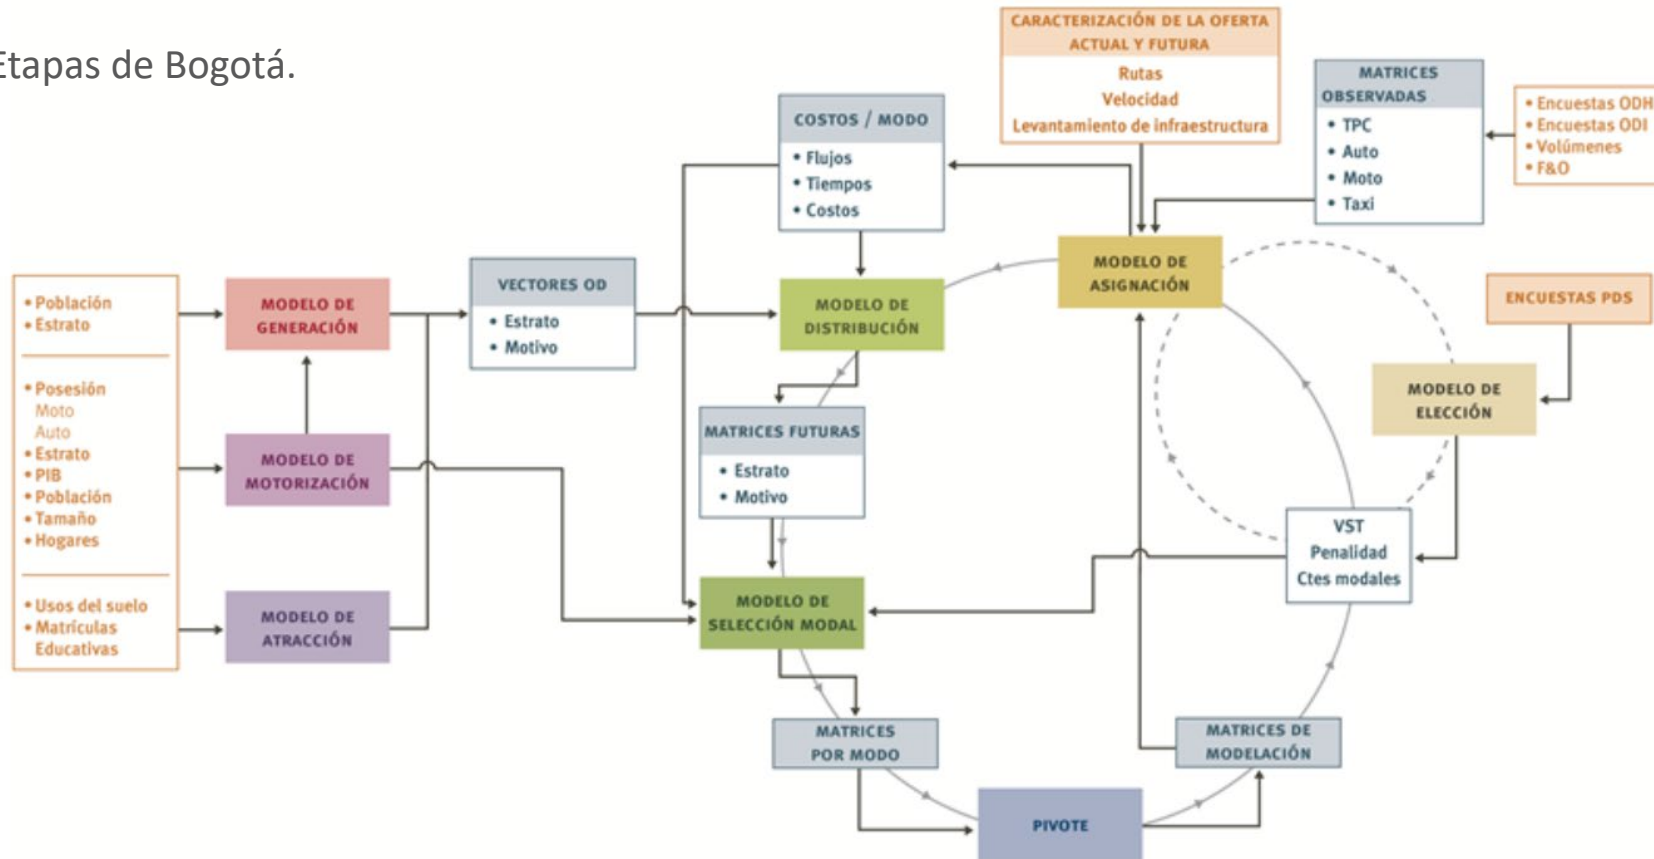 Etapas de Bogotá.
CARACTERIZACIÓN DE LA OFERTA
ACTUAL Y FUTURA
Rutas
Velocidad
Levantamiento de infraestructura
MATRICES
OBSERVADAS
• TPC
• Auto
• Moto
• Taxi
• Encuestas ODH
• Encuestas ODI
• Volúmenes
• F&O
COSTOS / MODO
• Flujos
• Tiempos
• Costos
• Población
• Estrato
• Posesión
Moto
Auto
• Estrato
• PIB
• Población
• Tamaño
• Hogares
• Usos del suelo
• Matrículas
Educativas
MODELO DE
GENERACIÓN
MODELO DE
MOTORIZACIÓN
MODELO DE
ATRACCIÓN
VECTORES OD
• Estrato
• Motivo
MODELO DE
DISTRIBUCIÓN
MODELO DE
ASIGNACIÓN
ENCUESTAS PDS
MODELO DE
ELECCIÓN
MATRICES FUTURAS
• Estrato
• Motivo
VST
Penalidad
Ctes modales
MODELO DE
SELECCIÓN MODAL
MATRICES
POR MODO
MATRICES DE
MODELACIÓN
PIVOTE